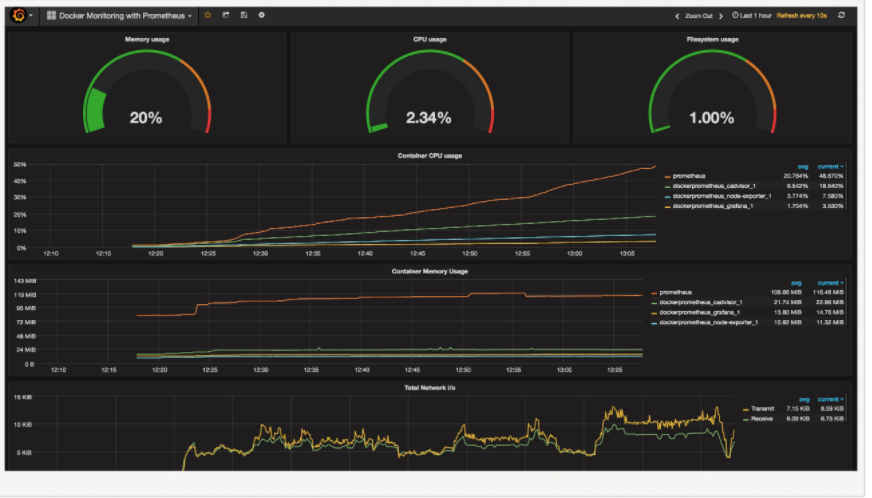 Docker Monitoring with Prometheus
Zoom Out
Last 1 hour Refresh every 10s
Memory usage
CPU usage
Filesystem usage
20%
2.34%
1.00%
Container CPU usage
50%
40%
30%
20%
10%
0%
12:10 12:15 12:20 12:25 12:30 12:35 12:40 12:45 12:50 12:55 13:00 13:05
avg current
prometheus 20.784% 48.670%
dockerprometheus_cadvisor_1 9.842% 18.640%
dockerprometheus_node-exporter_1 3.774% 7.580%
dockerprometheus_grafana_1 1.704% 3.530%
Container Memory Usage
143 MiB
119 MiB
95 MiB
72 MiB
48 MiB
24 MiB
0 B
12:10 12:15 12:20 12:25 12:30 12:35 12:40 12:45 12:50 12:55 13:00 13:05
avg current
prometheus 108.66 MiB 116.48 MiB
dockerprometheus_cadvisor_1 21.74 MiB 22.96 MiB
dockerprometheus_grafana_1 13.80 MiB 14.76 MiB
dockerprometheus_node-exporter_1 10.92 MiB 11.32 MiB
Total Network I/o
15 KiB
10 KiB
5 KiB
avg current
Transmit 7.15 KiB 8.59 KiB
Receive 6.09 KiB 6.75 KiB